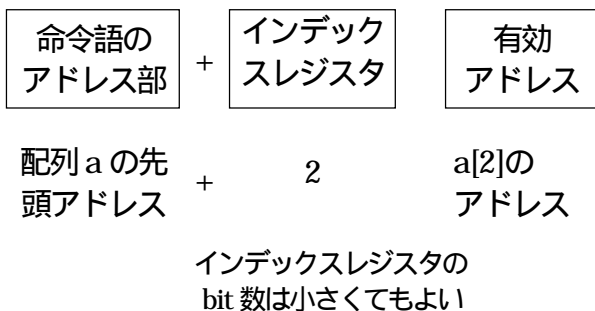 命令語の
アドレス部
+
インデック
スレジスタ
有効
アドレス
配列 a の先
頭アドレス
+
2
a[2]の
アドレス
インデックスレジスタの
bit 数は小さくてもよい